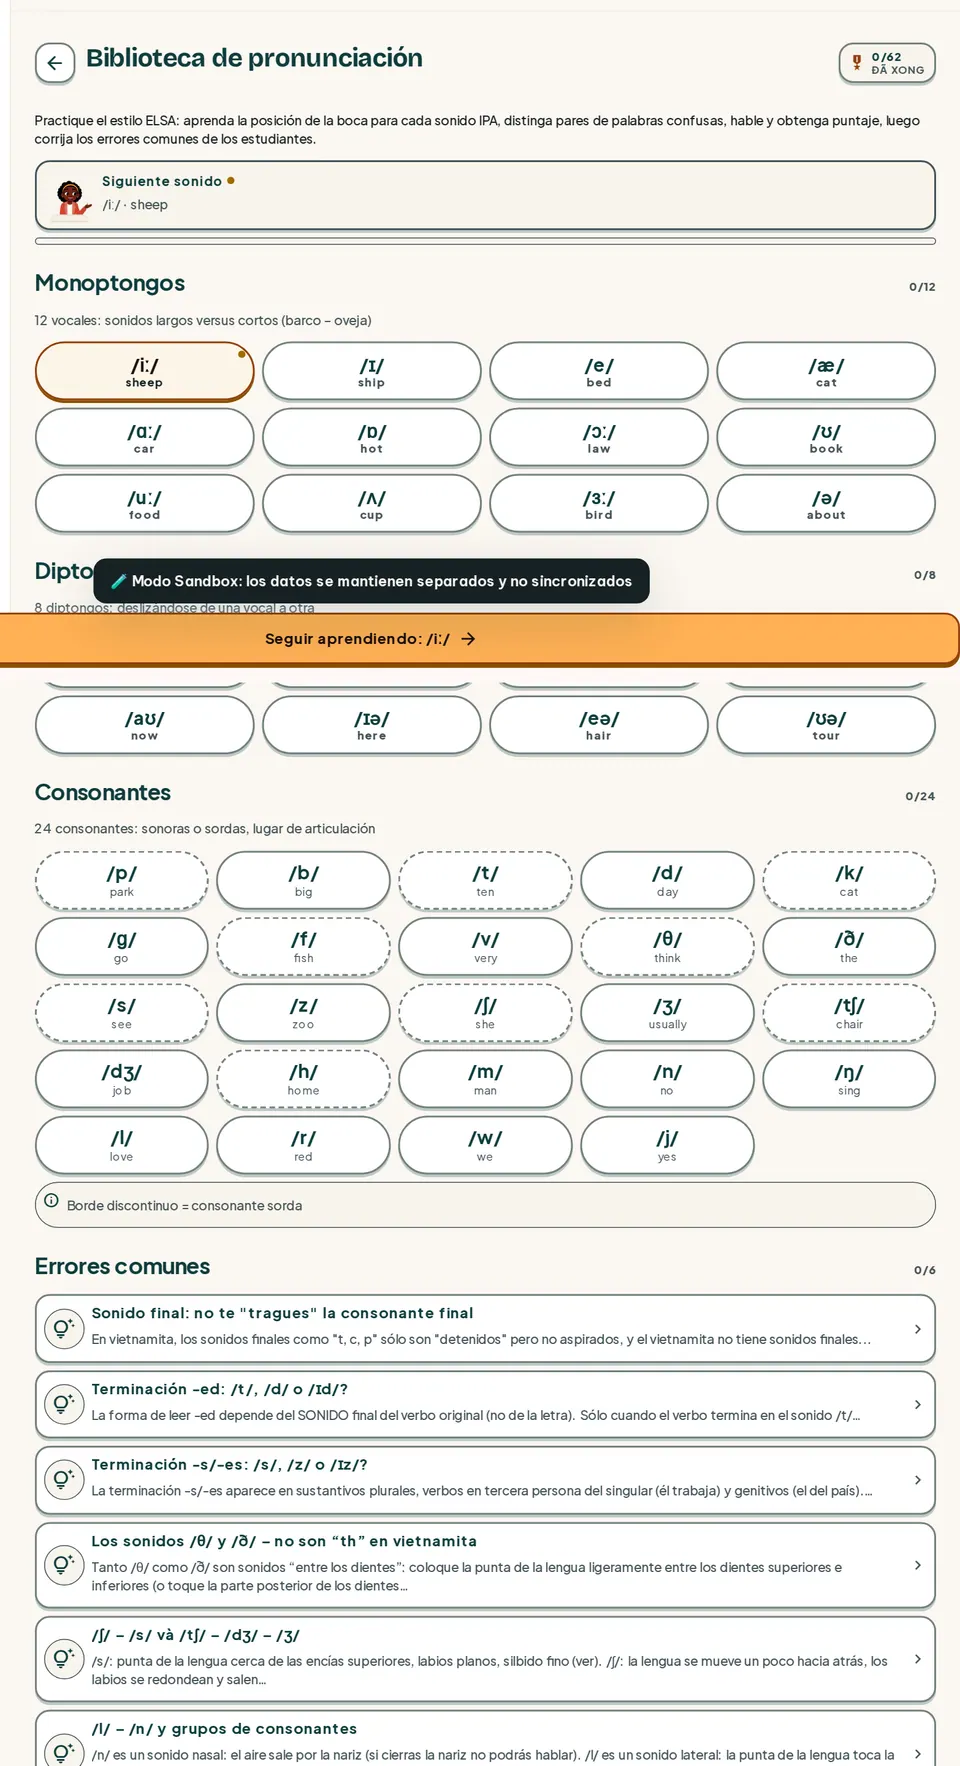 Biblioteca de pronunciación
0/62
ĐÃ XONG
Practique el estilo ELSA: aprenda la posición de la boca para cada sonido IPA, distinga pares de palabras confusas, hable y obtenga puntaje, luego
corrija los errores comunes de los estudiantes.
Siguiente sonido
/iː/ · sheep
Monoptongos
0/12
12 vocales: sonidos largos versus cortos (barco – oveja)
/iː/ /ɪ/ /e/ /æ/
sheep ship bed cat
/ɑː/ /ɒ/ /ɔː/ /ʊ/
car hot law book
/uː/ /ʌ/ /ɜː/ /ə/
food cup bird about
Dipto
0/8
🧪 Modo Sandbox: los datos se mantienen separados y no sincronizados
8 diptongos: deslizándose de una vocal a otra
Seguir aprendiendo: /iː/ →
/aʊ/ /ɪə/ /eə/ /ʊə/
now here hair tour
Consonantes
0/24
24 consonantes: sonoras o sordas, lugar de articulación
/p/ /b/ /t/ /d/ /k/
park big ten day cat
/g/ /f/ /v/ /θ/ /ð/
go fish very think the
/s/ /z/ /ʃ/ /ʒ/ /tʃ/
see zoo she usually chair
/dʒ/ /h/ /m/ /n/ /ŋ/
job home man no sing
/l/ /r/ /w/ /j/
love red we yes
Borde discontinuo = consonante sorda
Errores comunes
0/6
Sonido final: no te "tragues" la consonante final
En vietnamita, los sonidos finales como "t, c, p" sólo son "detenidos" pero no aspirados, y el vietnamita no tiene sonidos finales...
Terminación -ed: /t/, /d/ o /ɪd/?
La forma de leer -ed depende del SONIDO final del verbo original (no de la letra). Sólo cuando el verbo termina en el sonido /t/...
Terminación -s/-es: /s/, /z/ o /ɪz/?
La terminación -s/-es aparece en sustantivos plurales, verbos en tercera persona del singular (él trabaja) y genitivos (el del país)....
Los sonidos /θ/ y /ð/ – no son “th” en vietnamita
Tanto /θ/ como /ð/ son sonidos “entre los dientes”: coloque la punta de la lengua ligeramente entre los dientes superiores e
inferiores (o toque la parte posterior de los dientes...
/ʃ/ – /s/ và /tʃ/ – /dʒ/ – /ʒ/
/s/: punta de la lengua cerca de las encías superiores, labios planos, silbido fino (ver). /ʃ/: la lengua se mueve un poco hacia atrás, los
labios se redondean y salen...
/l/ – /n/ y grupos de consonantes
/n/ es un sonido nasal: el aire sale por la nariz (si cierras la nariz no podrás hablar). /l/ es un sonido lateral: la punta de la lengua toca la